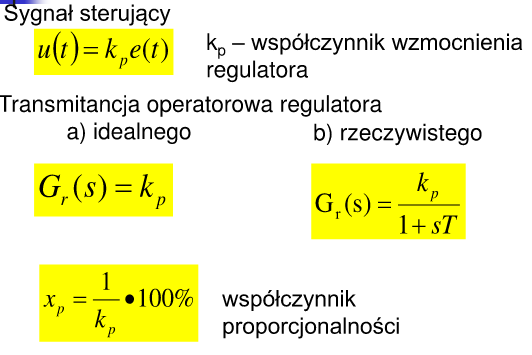 Sygnał sterujący
u(t) = k_p e(t)
k_p – współczynnik wzmocnienia
regulatora
Transmitancja operatorowa regulatora
a) idealnego b) rzeczywistego
G_r(s) = k_p
G_r(s) = k_p / (1 + sT)
x_p = 1 / k_p • 100%
współczynnik
proporcjonalności